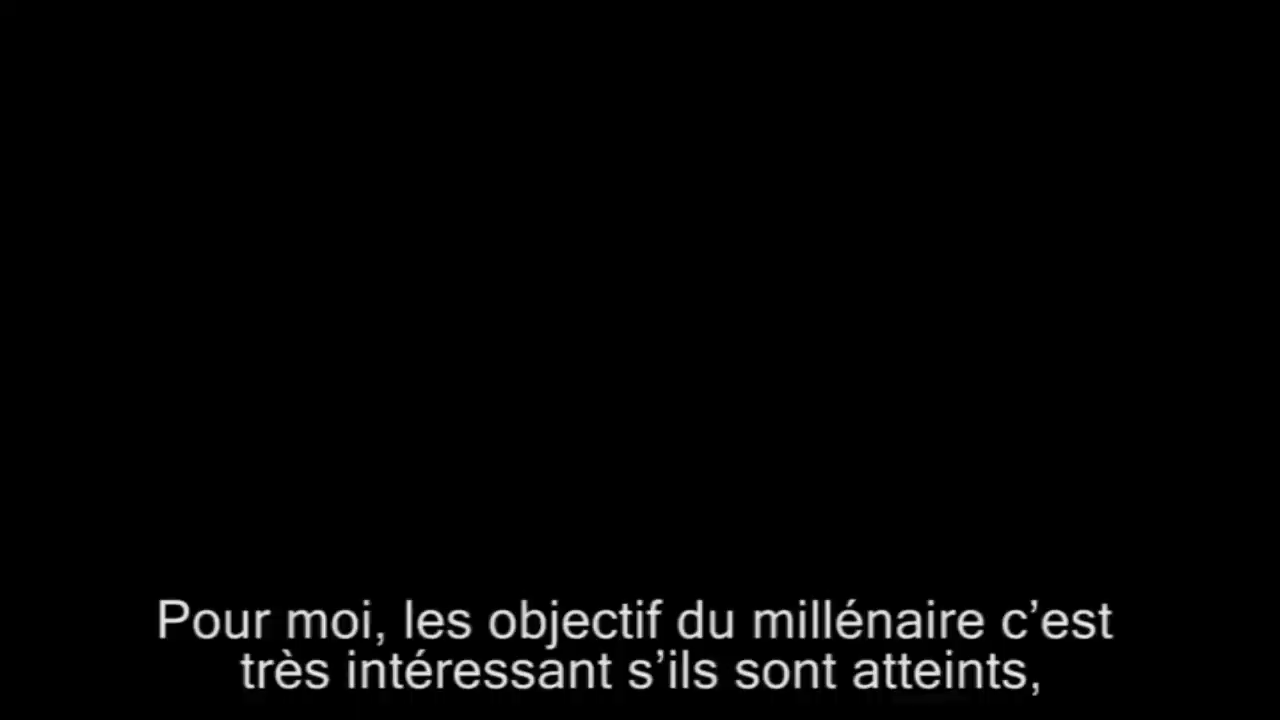 Pour moi, les objectif du millénaire c’est
très intéressant s’ils sont atteints,